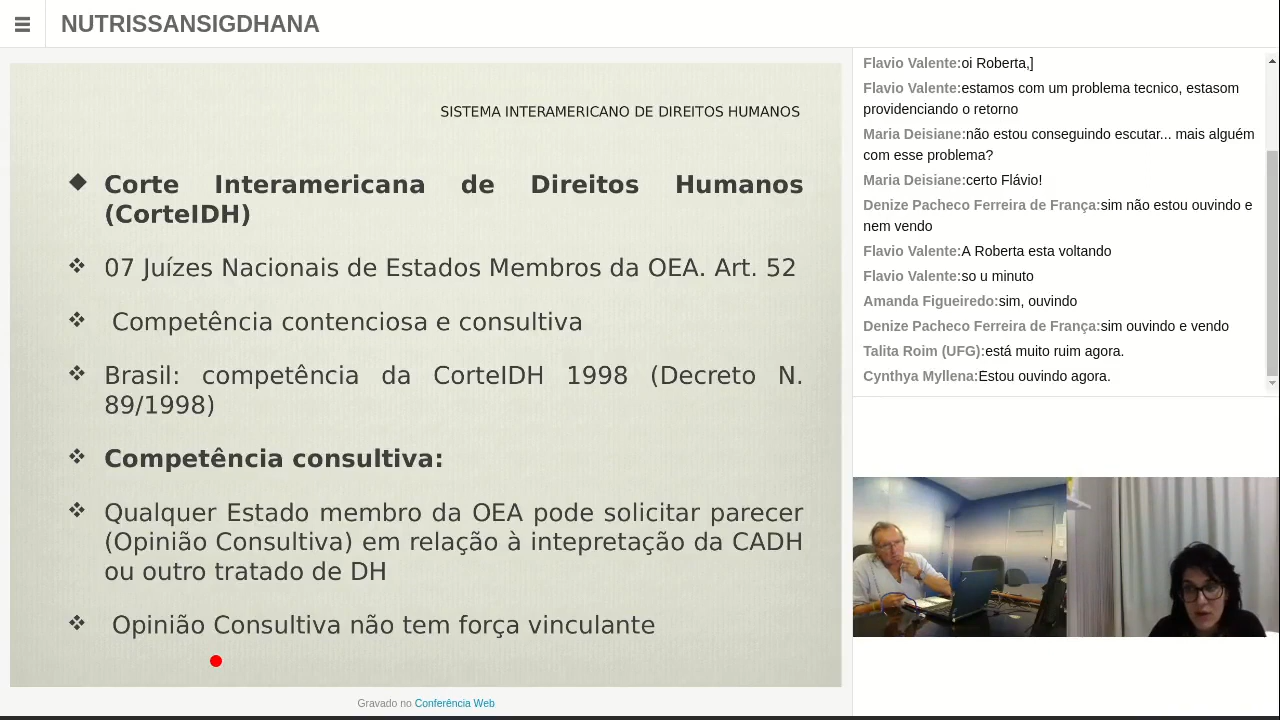 NUTRISSANSIGDHANA
SISTEMA INTERAMERICANO DE DIREITOS HUMANOS
Corte Interamericana de Direitos Humanos
(CorteIDH)
07 Juízes Nacionais de Estados Membros da OEA. Art. 52
Competência contenciosa e consultiva
Brasil: competência da CorteIDH 1998 (Decreto N.
89/1998)
Competência consultiva:
Qualquer Estado membro da OEA pode solicitar parecer
(Opinião Consultiva) em relação à intepretação da CADH
ou outro tratado de DH
Opinião Consultiva não tem força vinculante
Gravado no Conferência Web
Flavio Valente:oi Roberta,]
Flavio Valente:estamos com um problema tecnico, estasom
providenciando o retorno
Maria Deisiane:não estou conseguindo escutar... mais alguém
com esse problema?
Maria Deisiane:certo Flávio!
Denize Pacheco Ferreira de França:sim não estou ouvindo e
nem vendo
Flavio Valente:A Roberta esta voltando
Flavio Valente:so u minuto
Amanda Figueiredo:sim, ouvindo
Denize Pacheco Ferreira de França:sim ouvindo e vendo
Talita Roim (UFG):está muito ruim agora.
Cynthya Myllena:Estou ouvindo agora.